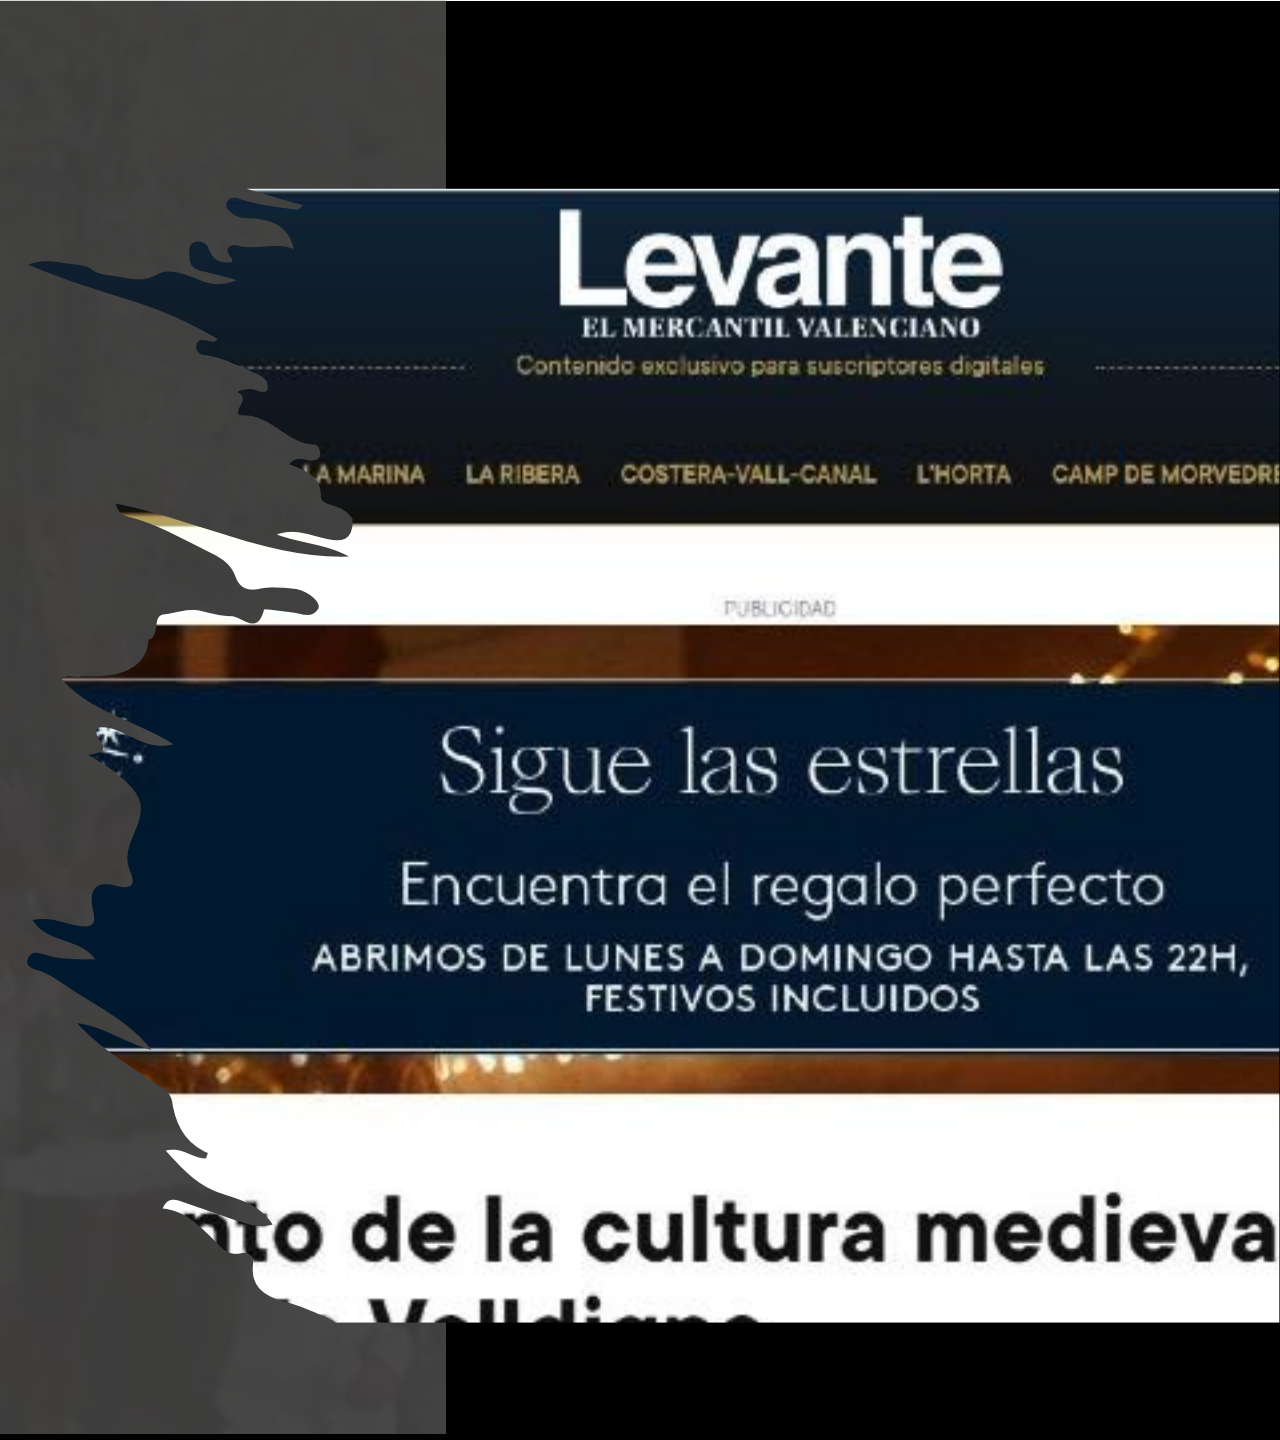 Levante
EL MERCANTIL VALENCIANO
Contenido exclusivo para suscriptores digitales
LA MARINA LA RIBERA COSTERA-VALL-CANAL L'HORTA CAMP DE MORVEDRE
PUBLICIDAD
Sigue las estrellas
Encuentra el regalo perfecto
ABRIMOS DE LUNES A DOMINGO HASTA LAS 22H,
FESTIVOS INCLUIDOS
nto de la cultura medieva
Valldigna